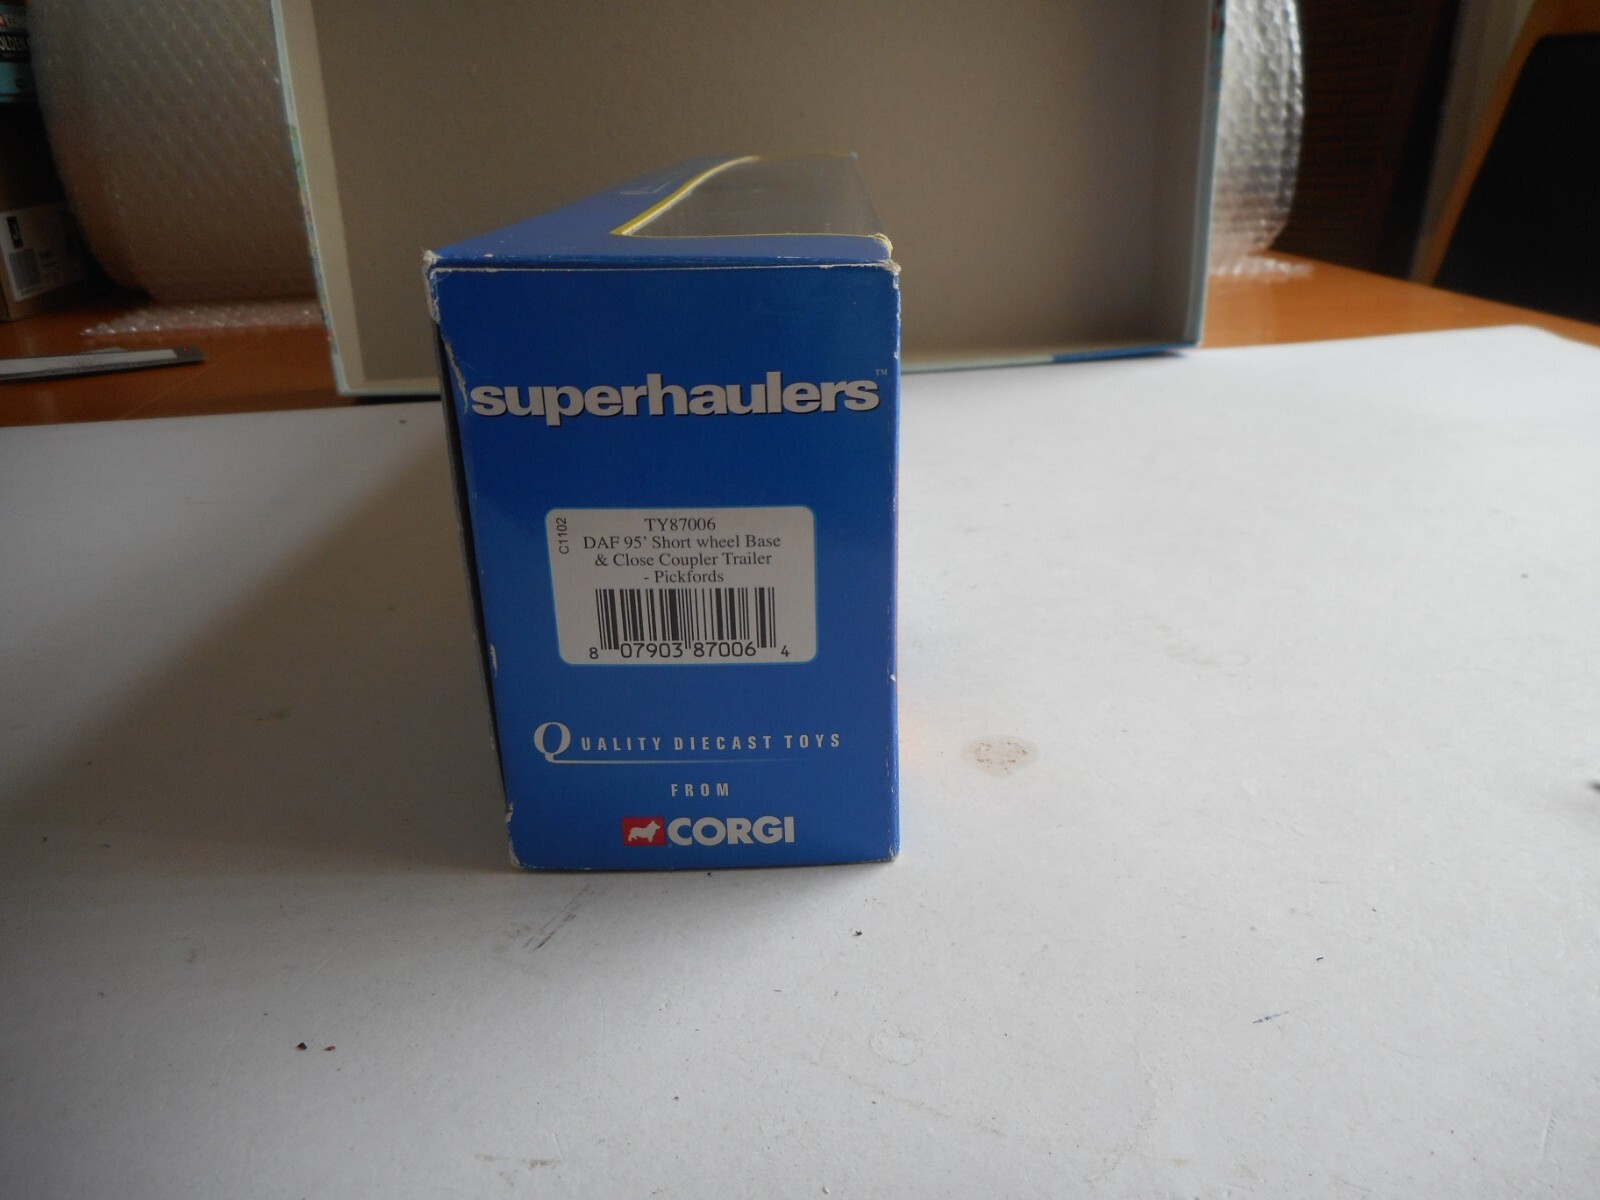 superhaulers™
C1102
TY87006
DAF 95' Short wheel Base
& Close Coupler Trailer
- Pickfords
8 07903 87006 4
QUALITY DIECAST TOYS
FROM
CORGI